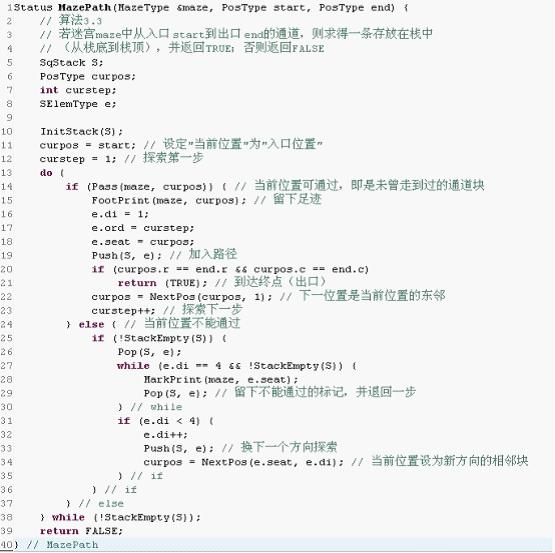 1 Status MazePath(MazeType &maze, PosType start, PosType end) {
2 // 算法3.3
3 // 若迷宫maze中从入口 start到出口 end的通道，则求得一条存放在栈中
4 // （从栈底到栈顶），并返回TRUE；否则返回FALSE
5 SqStack S;
6 PosType curpos;
7 int curstep;
8 SElemType e;
9
10 InitStack(S);
11 curpos = start; // 设定"当前位置"为"入口位置"
12 curstep = 1; // 探索第一步
13 do {
14 if (Pass(maze, curpos)) { // 当前位置可通过，即是未曾走到过的通道块
15 FootPrint(maze, curpos); // 留下足迹
16 e.di = 1;
17 e.ord = curstep;
18 e.seat = curpos;
19 Push(S, e); // 加入路径
20 if (curpos.r == end.r && curpos.c == end.c)
21 return (TRUE); // 到达终点（出口）
22 curpos = NextPos(curpos, 1); // 下一位置是当前位置的东邻
23 curstep++; // 探索下一步
24 } else { // 当前位置不能通过
25 if (!StackEmpty(S)) {
26 Pop(S, e);
27 while (e.di == 4 && !StackEmpty(S)) {
28 MarkPrint(maze, e.seat);
29 Pop(S, e); // 留下不能通过的标记，并退回一步
30 } // while
31 if (e.di < 4) {
32 e.di++;
33 Push(S, e); // 换下一个方向探索
34 curpos = NextPos(e.seat, e.di); // 当前位置设为新方向的相邻块
35 } // if
36 } // if
37 } // else
38 } while (!StackEmpty(S));
39 return FALSE;
40 } // MazePath